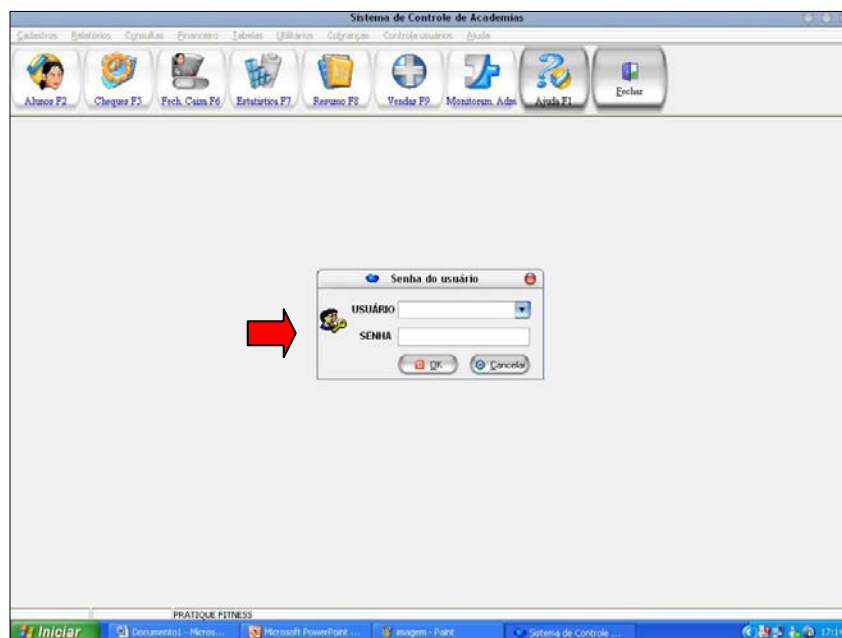 Sistema de Controle de Academias
Cadastros Relatórios Consultas Financeiro Tabelas Utilitários Cobranças Controla usuários Ajuda
Alunos F2 Cheques F5 Fech. Caixa F6 Estatística F7 Resumo F8 Vendas F9 Monitoram. Adm Ajuda F1 Fechar
Senha do usuário
USUÁRIO
SENHA
OK Cancelar
PRATIQUE FITNESS
Iniciar Documento1 - Micros... Microsoft PowerPoint ... imagem - Paint Sistema de Controle ...